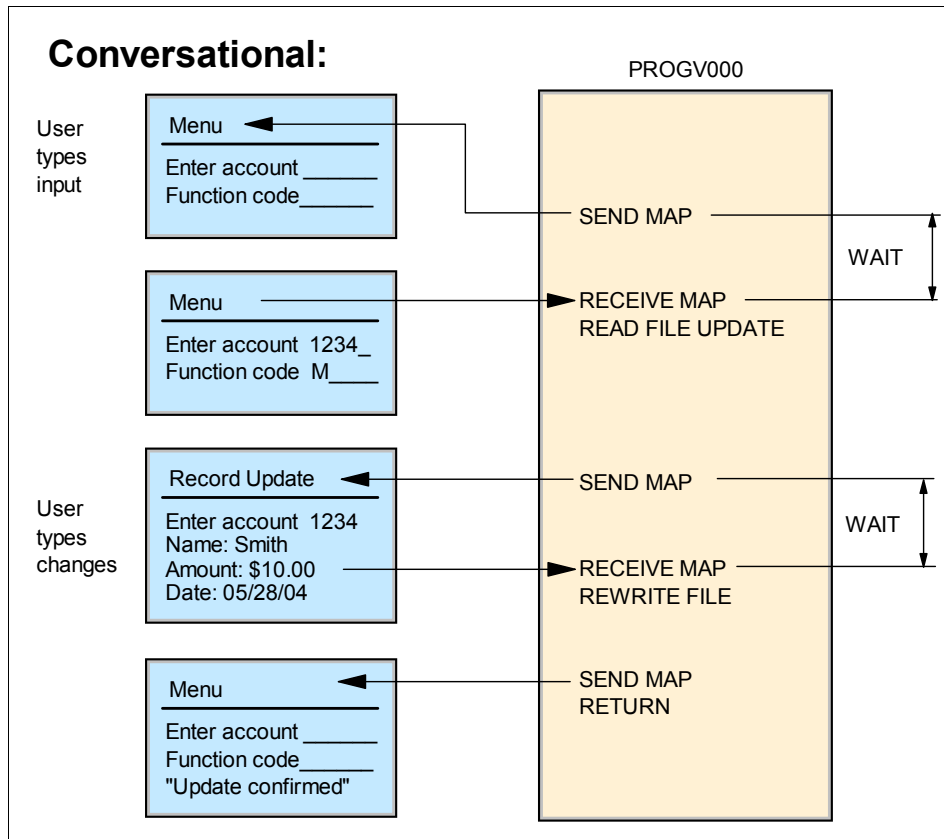 Conversational:
PROGV000
User
types
input
Menu
Enter account ______
Function code______
SEND MAP
WAIT
Menu
Enter account 1234_
Function code M____
RECEIVE MAP
READ FILE UPDATE
User
types
changes
Record Update
Enter account 1234
Name: Smith
Amount: $10.00
Date: 05/28/04
SEND MAP
WAIT
RECEIVE MAP
REWRITE FILE
Menu
Enter account ______
Function code______
"Update confirmed"
SEND MAP
RETURN